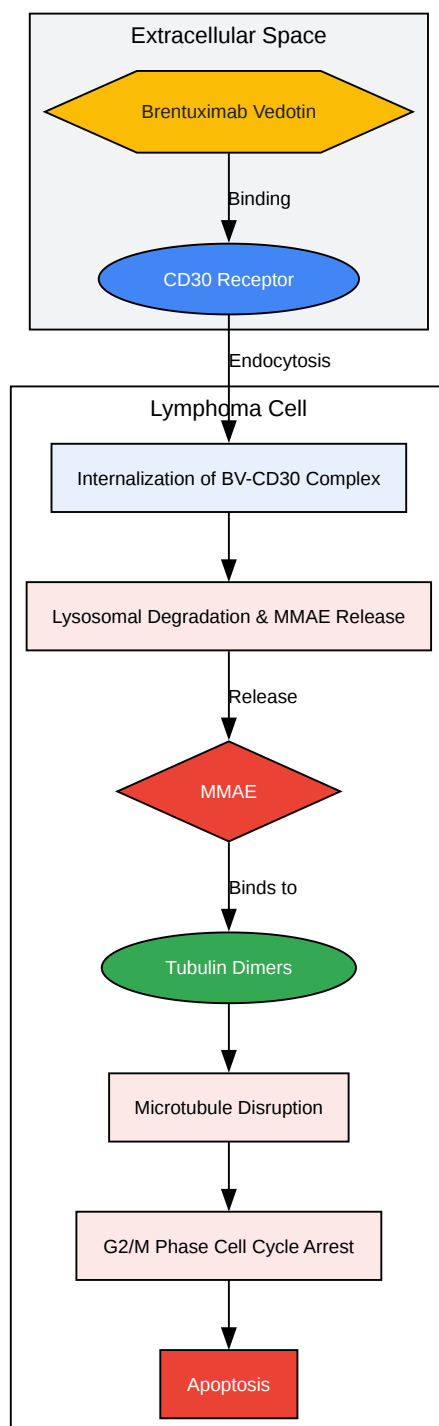 Extracellular Space
Brentuximab Vedotin
Binding
CD30 Receptor
Endocytosis
Lymphoma Cell
Internalization of BV-CD30 Complex
Lysosomal Degradation & MMAE Release
Release
MMAE
Binds to
Tubulin Dimers
Microtubule Disruption
G2/M Phase Cell Cycle Arrest
Apoptosis